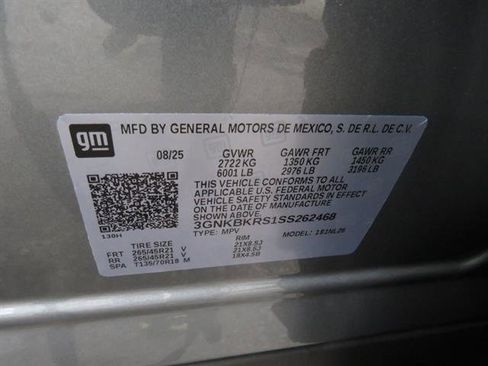 gm
MFD BY GENERAL MOTORS DE MEXICO, S. DE R.L. DE C.V.
08/25 GVWR GAWR FRT GAWR RR
2722 KG 1350 KG 1450 KG
6001 LB 2976 LB 3196 LB
THIS VEHICLE CONFORMS TO ALL
APPLICABLE U.S. FEDERAL MOTOR
VEHICLE SAFETY STANDARDS IN EFFECT
ON THE DATE OF MANUFACTURE
SHOWN ABOVE.
3GNKBKRS1SS262468
130H TYPE: MPV MODEL: 1S1NL26
TIRE SIZE RIM
FRT 265/45R21 V 21X8.5J
RR 265/45R21 V 21X8.5J
SPA T135/70R18 M 18X4.5B